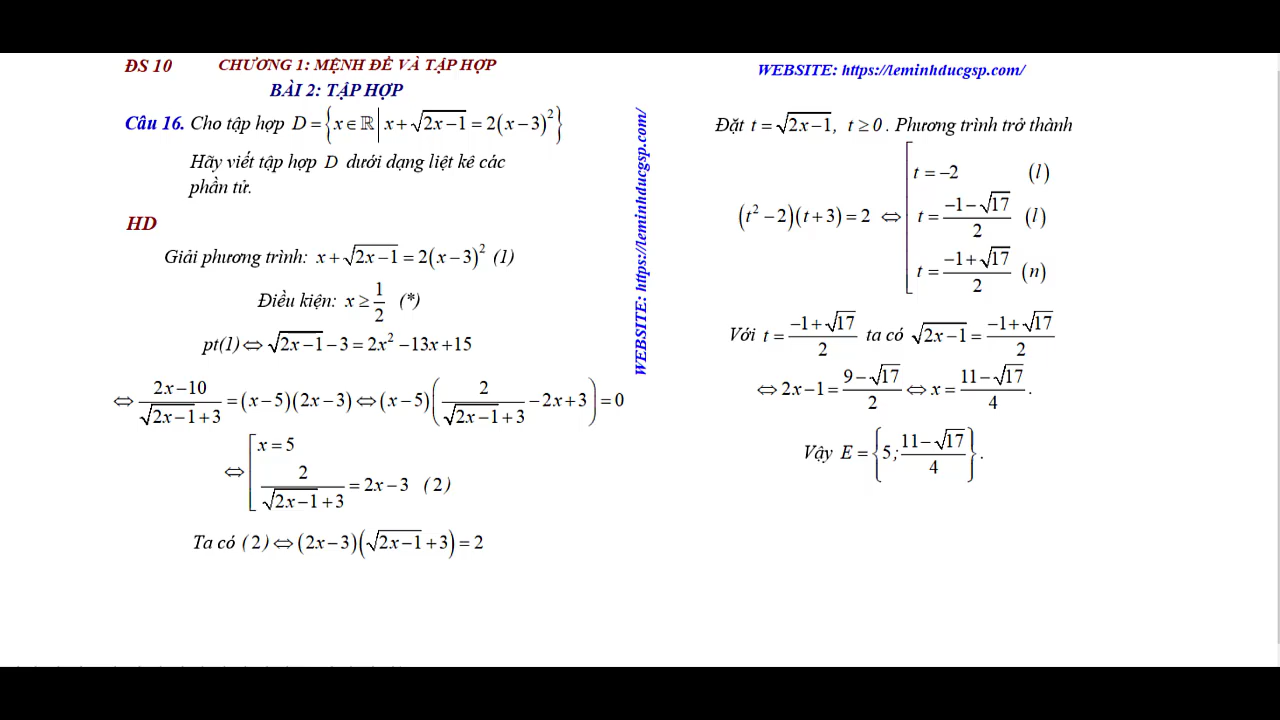 ĐS 10 CHƯƠNG 1: MỆNH ĐỀ VÀ TẬP HỢP
BÀI 2: TẬP HỢP
Câu 16. Cho tập hợp D = {x ∈ ℝ | x + √(2x−1) = 2(x−3)²}
Hãy viết tập hợp D dưới dạng liệt kê các
phần tử.
HD
Giải phương trình: x + √(2x−1) = 2(x−3)² (1)
Điều kiện: x ≥ 1/2 (*)
pt(1) ⇔ √(2x−1) − 3 = 2x² − 13x + 15
⇔ (2x−10)/(√(2x−1)+3) = (x−5)(2x−3) ⇔ (x−5)(2/(√(2x−1)+3) − 2x + 3) = 0
⇔ [ x = 5
2/(√(2x−1)+3) = 2x − 3 (2)
Ta có (2) ⇔ (2x−3)(√(2x−1)+3) = 2
WEBSITE: https://leminhducgsp.com/
WEBSITE: https://leminhducgsp.com/
Đặt t = √(2x−1), t ≥ 0. Phương trình trở thành
t = −2 (l)
(t² − 2)(t + 3) = 2 ⇔ [ t = (−1−√17)/2 (l)
t = (−1+√17)/2 (n)
Với t = (−1+√17)/2 ta có √(2x−1) = (−1+√17)/2
⇔ 2x−1 = (9−√17)/2 ⇔ x = (11−√17)/4.
Vậy E = {5; (11−√17)/4}.